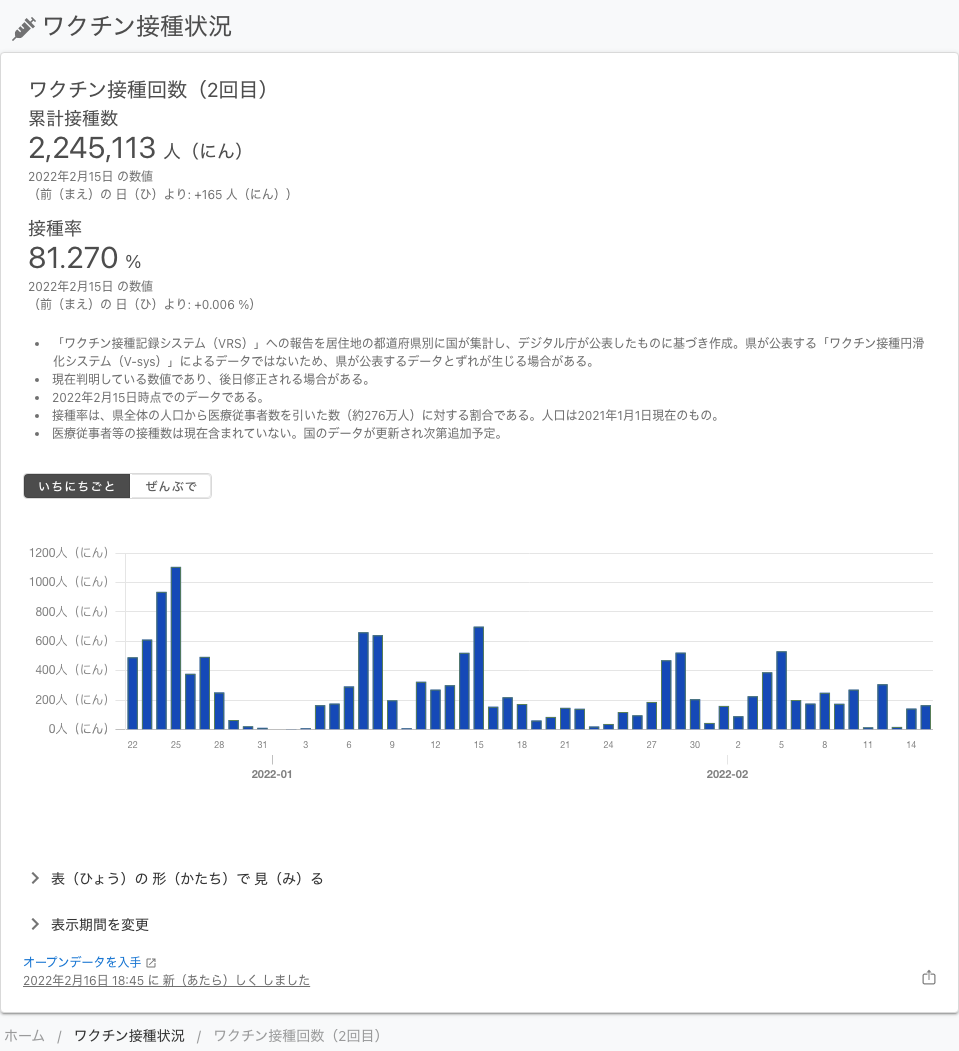 ワクチン接種状況
ワクチン接種回数（2回目）
累計接種数
2,245,113 人（にん）
2022年2月15日 の数値
（前（まえ）の 日（ひ）より: +165 人（にん））
接種率
81.270 %
2022年2月15日 の数値
（前（まえ）の 日（ひ）より: +0.006 %）
• 「ワクチン接種記録システム（VRS）」への報告を居住地の都道府県別に国が集計し、デジタル庁が公表したものに基づき作成。県が公表する「ワクチン接種円滑
化システム（V-sys）」によるデータではないため、県が公表するデータとずれが生じる場合がある。
• 現在判明している数値であり、後日修正される場合がある。
• 2022年2月15日時点でのデータである。
• 接種率は、県全体の人口から医療従事者数を引いた数（約276万人）に対する割合である。人口は2021年1月1日現在のもの。
• 医療従事者等の接種数は現在含まれていない。国のデータが更新され次第追加予定。
いちにちごと ぜんぶで
1200人（にん）
1000人（にん）
800人（にん）
600人（にん）
400人（にん）
200人（にん）
0人（にん）
22 25 28 31 3 6 9 12 15 18 21 24 27 30 2 5 8 11 14
2022-01 2022-02
表（ひょう）の 形（かたち）で 見（み）る
表示期間を変更
オープンデータを入手
2022年2月16日 18:45 に 新（あたら）しく しました
ホーム / ワクチン接種状況 / ワクチン接種回数（2回目）